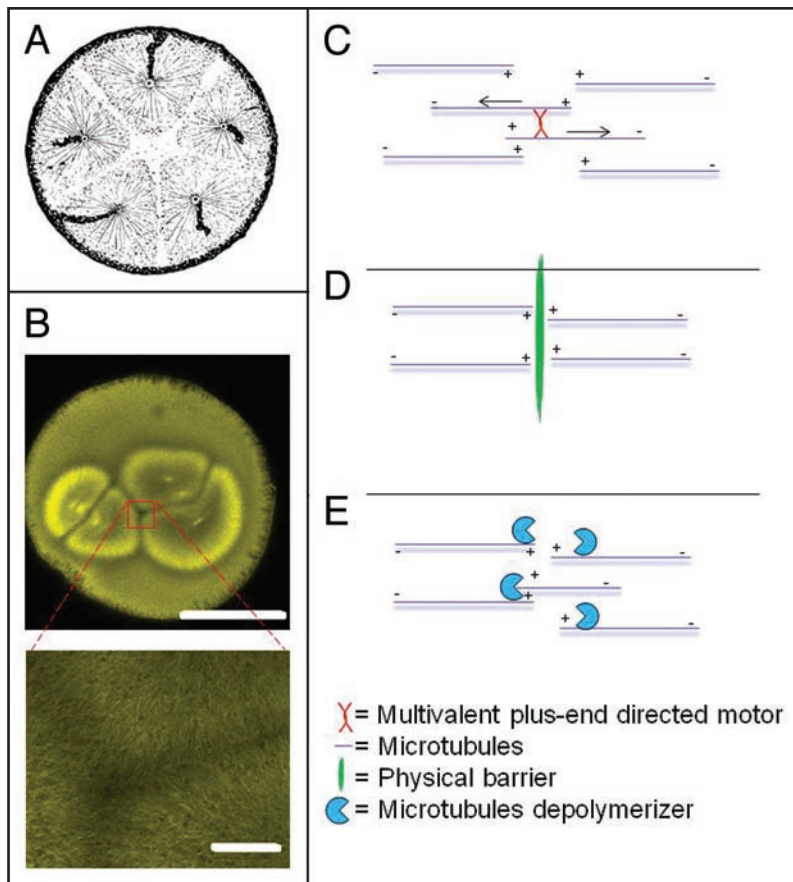 A
B
C
- + + -
- +
+ -
- + + -
D
- + + -
- + + -
E
- + + -
+ -
- +
+ -
= Multivalent plus-end directed motor
= Microtubules
= Physical barrier
= Microtubules depolymerizer